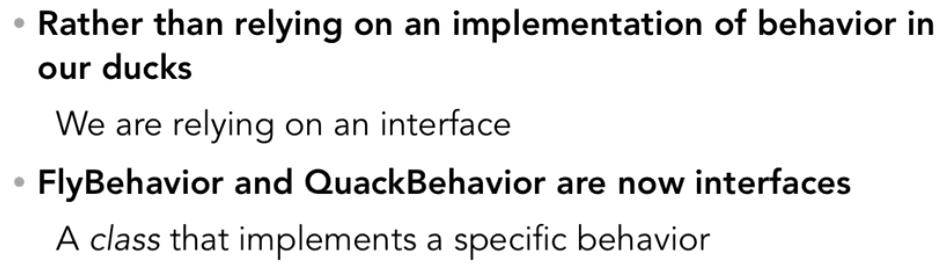 • Rather than relying on an implementation of behavior in
our ducks
We are relying on an interface
• FlyBehavior and QuackBehavior are now interfaces
A class that implements a specific behavior